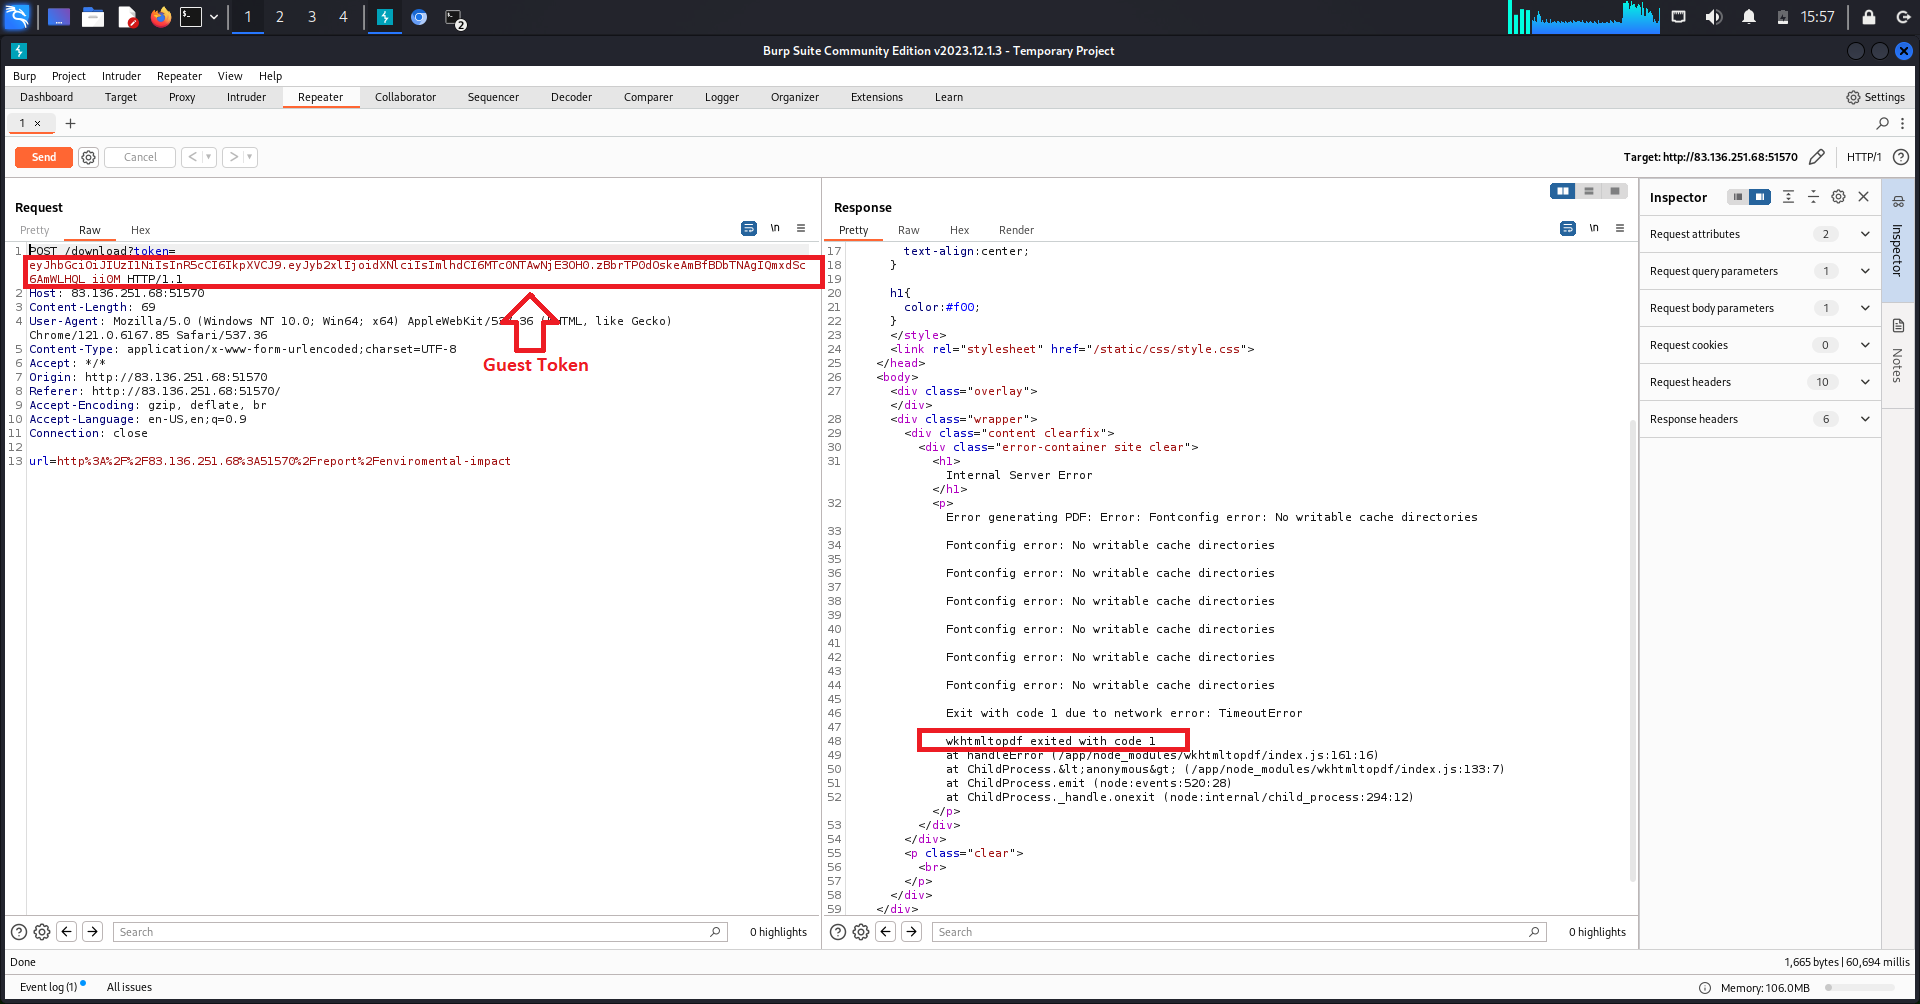 1
2
3
4
2
15:57
Burp Suite Community Edition v2023.12.1.3 - Temporary Project
Burp Project Intruder Repeater View Help
Dashboard Target Proxy Intruder Repeater Collaborator Sequencer Decoder Comparer Logger Organizer Extensions Learn Settings
1 × +
Send Cancel < > Target: http://83.136.251.68:51570 HTTP/1
Request
Pretty Raw Hex \n
1 POST /download?token=
eyJhbGciOiJIUzI1NiIsInR5cCI6IkpXVCJ9.eyJyb2xlIjoidXNlciIsImlhdCI6MTc0NTAwNjE3OH0.zBbrTP0dOskeAmBfBDbTNAgIQmxdSc
6AmWLHQL_ii0M HTTP/1.1
2 Host: 83.136.251.68:51570
3 Content-Length: 69
4 User-Agent: Mozilla/5.0 (Windows NT 10.0; Win64; x64) AppleWebKit/537.36 (KHTML, like Gecko)
Chrome/121.0.6167.85 Safari/537.36
5 Content-Type: application/x-www-form-urlencoded;charset=UTF-8
6 Accept: */*
7 Origin: http://83.136.251.68:51570
8 Referer: http://83.136.251.68:51570/
9 Accept-Encoding: gzip, deflate, br
10 Accept-Language: en-US,en;q=0.9
11 Connection: close
12
13 url=http%3A%2F%2F83.136.251.68%3A51570%2Freport%2Fenviromental-impact
Guest Token
Search 0 highlights
Response
Pretty Raw Hex Render \n
17 text-align:center;
18 }
19
20 h1{
21 color:#f00;
22 }
23 </style>
24 <link rel="stylesheet" href="/static/css/style.css">
25 </head>
26 <body>
27 <div class="overlay">
</div>
28 <div class="wrapper">
29 <div class="content clearfix">
30 <div class="error-container site clear">
31 <h1>
Internal Server Error
</h1>
32 <p>
Error generating PDF: Error: Fontconfig error: No writable cache directories
33
34 Fontconfig error: No writable cache directories
35
36 Fontconfig error: No writable cache directories
37
38 Fontconfig error: No writable cache directories
39
40 Fontconfig error: No writable cache directories
41
42 Fontconfig error: No writable cache directories
43
44 Fontconfig error: No writable cache directories
45
46 Exit with code 1 due to network error: TimeoutError
47
48 wkhtmltopdf exited with code 1
49 at handleError (/app/node_modules/wkhtmltopdf/index.js:161:16)
50 at ChildProcess.&lt;anonymous&gt; (/app/node_modules/wkhtmltopdf/index.js:133:7)
51 at ChildProcess.emit (node:events:520:28)
52 at ChildProcess._handle.onexit (node:internal/child_process:294:12)
</p>
53 </div>
54 </div>
55 <p class="clear">
56 <br>
57 </p>
58 </div>
59 </div>
Search 0 highlights
Inspector
Request attributes 2
Request query parameters 1
Request body parameters 1
Request cookies 0
Request headers 10
Response headers 6
Inspector
Notes
Done 1,665 bytes | 60,694 millis
Event log (1) All issues Memory: 106.0MB